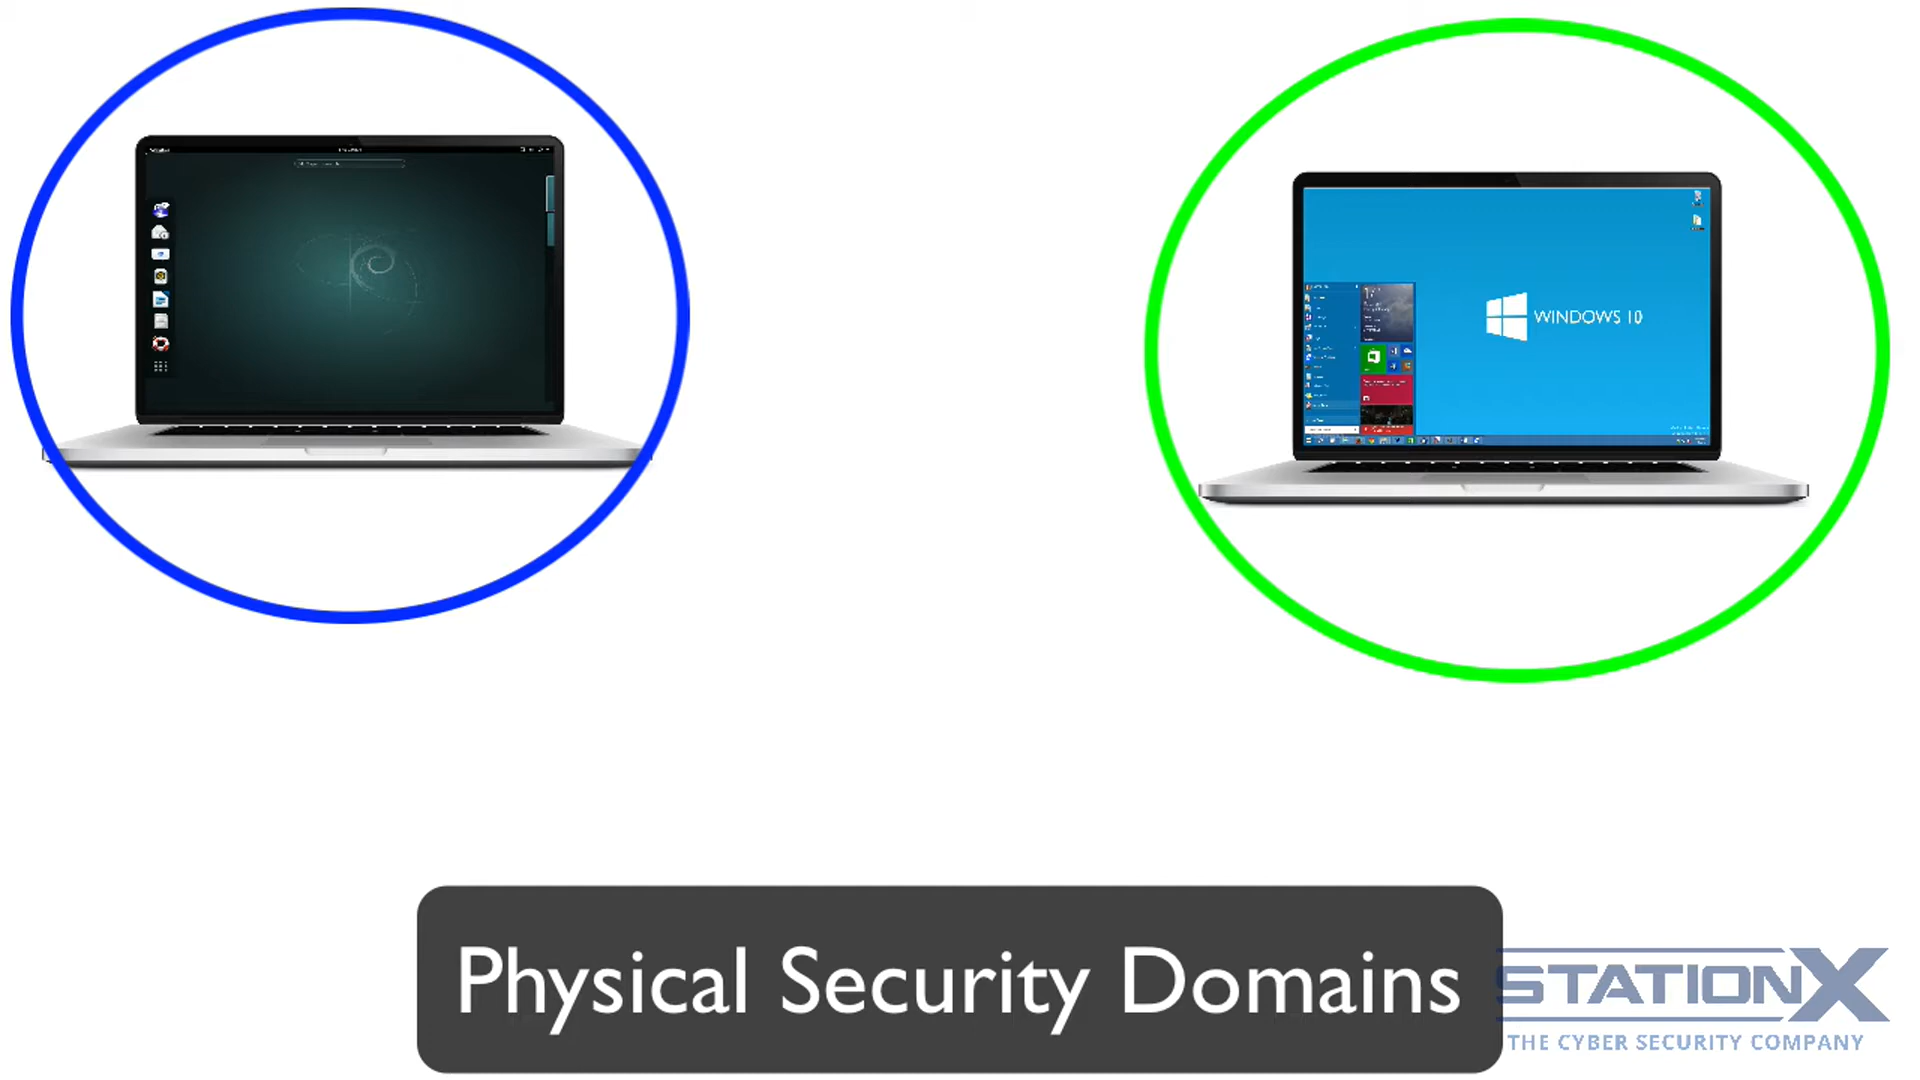 WINDOWS 10
Physical Security Domains
STATIONX
THE CYBER SECURITY COMPANY